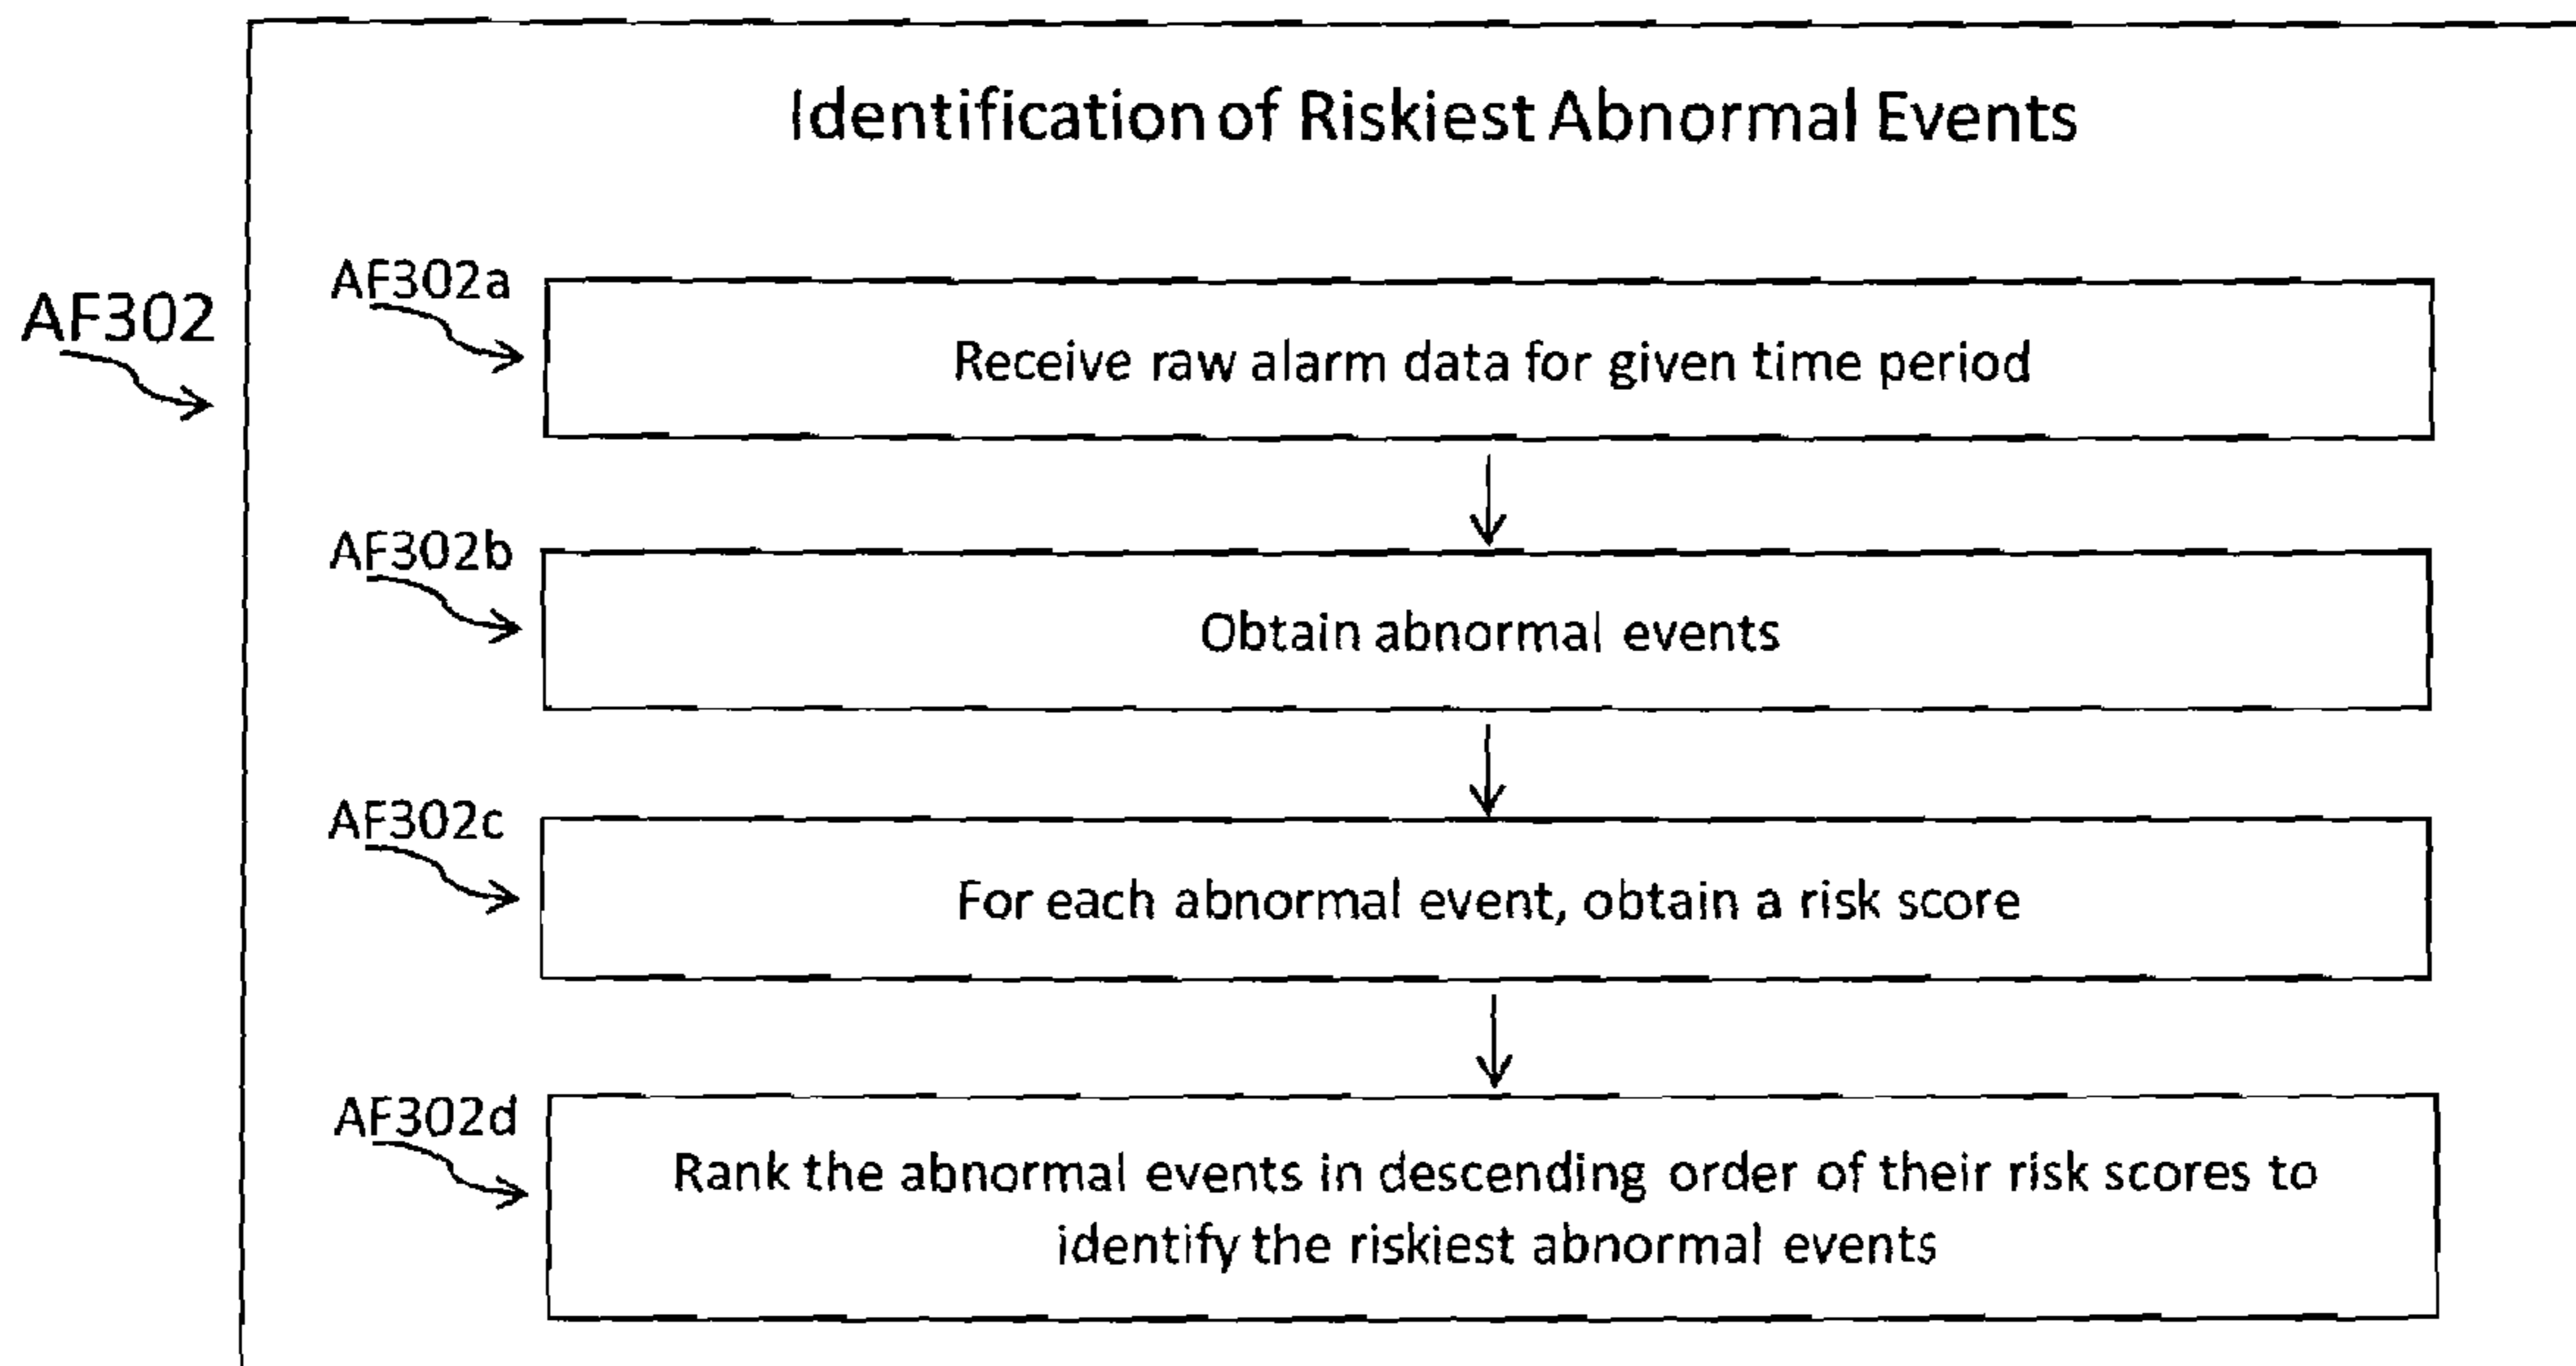 Identification of Riskiest Abnormal Events
AF302
AF302a
Receive raw alarm data for given time period
AF302b
Obtain abnormal events
AF302c
For each abnormal event, obtain a risk score
AF302d
Rank the abnormal events in descending order of their risk scores to
identify the riskiest abnormal events